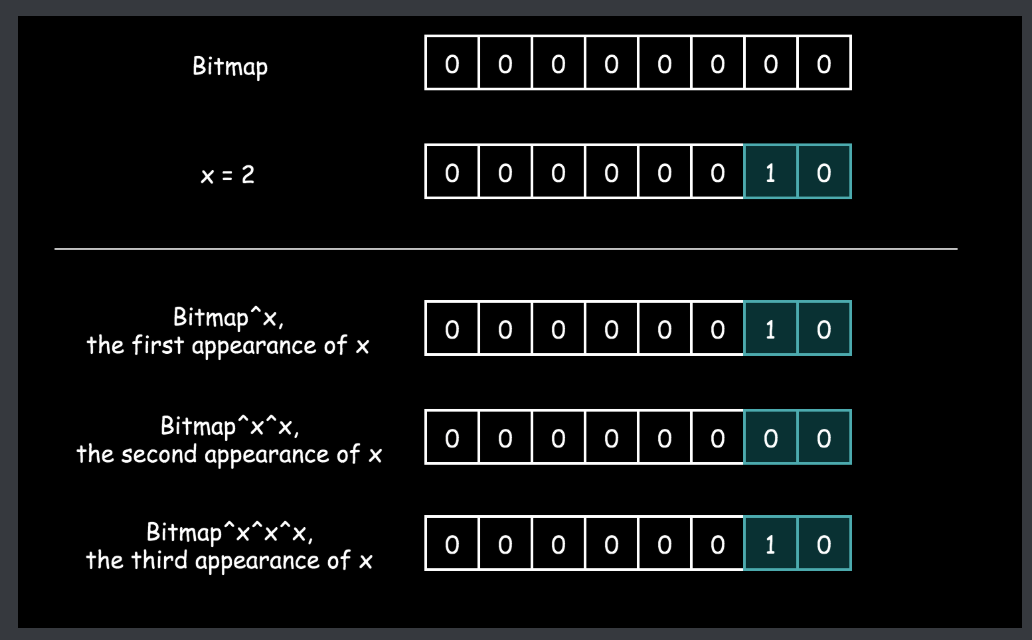 Bitmap 0 0 0 0 0 0 0 0
x = 2 0 0 0 0 0 0 1 0
Bitmap^x,
the first appearance of x 0 0 0 0 0 0 1 0
Bitmap^x^x,
the second appearance of x 0 0 0 0 0 0 0 0
Bitmap^x^x^x,
the third appearance of x 0 0 0 0 0 0 1 0